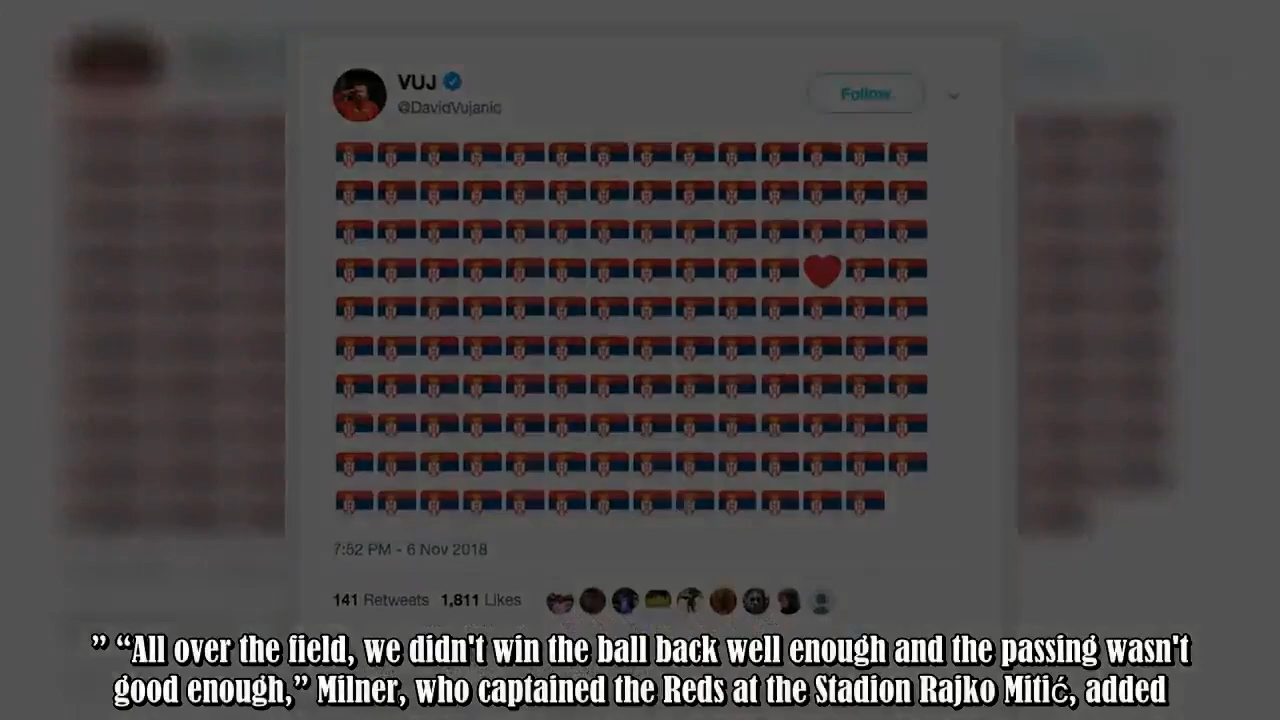 VUJ
@DavidVujanic
Follow
7:52 PM - 6 Nov 2018
141 Retweets 1,811 Likes
” “All over the field, we didn't win the ball back well enough and the passing wasn't
good enough,” Milner, who captained the Reds at the Stadion Rajko Mitić, added